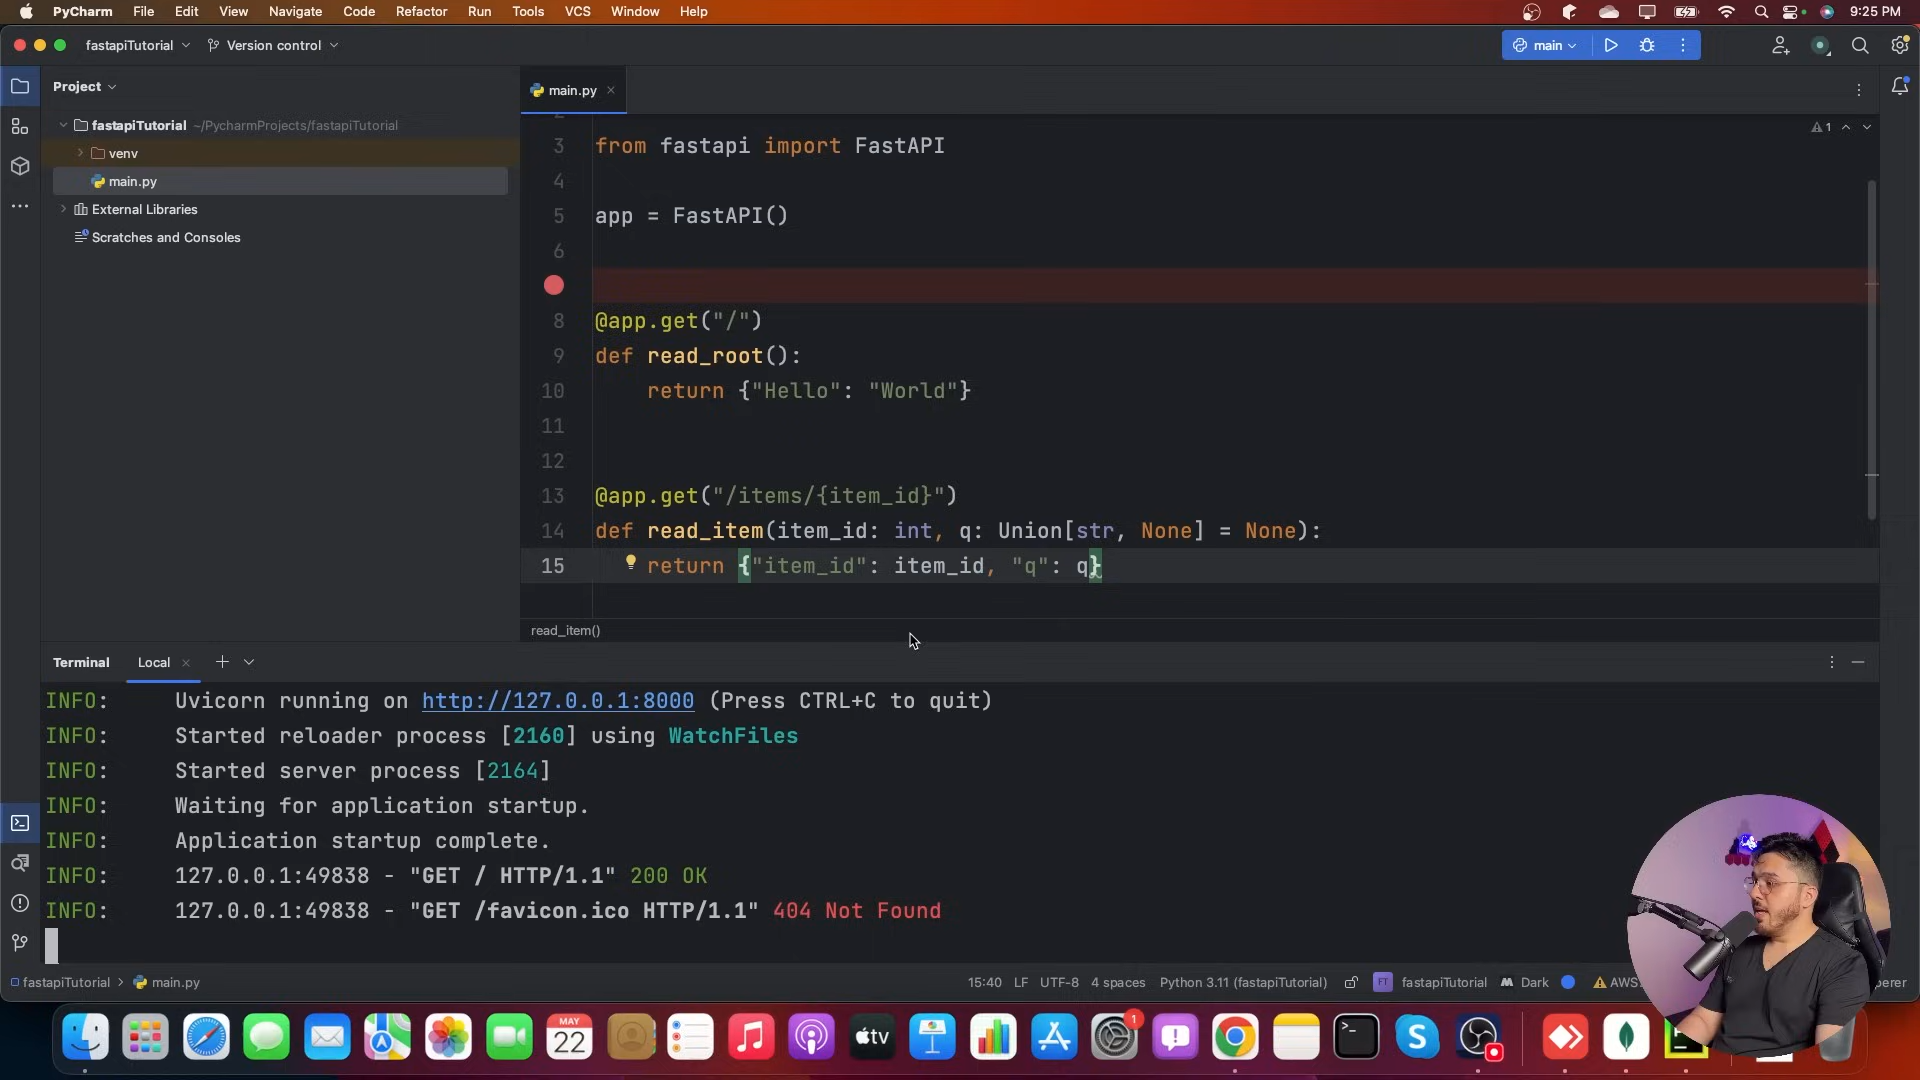 PyCharm File Edit View Navigate Code Refactor Run Tools VCS Window Help 9:25 PM
fastapiTutorial Version control main
Project
main.py
fastapiTutorial ~/PycharmProjects/fastapiTutorial
venv
main.py
External Libraries
Scratches and Consoles
1
3 from fastapi import FastAPI
4
5 app = FastAPI()
6
8 @app.get("/")
9 def read_root():
10 return {"Hello": "World"}
11
12
13 @app.get("/items/{item_id}")
14 def read_item(item_id: int, q: Union[str, None] = None):
15 return {"item_id": item_id, "q": q}
read_item()
Terminal Local
INFO: Uvicorn running on http://127.0.0.1:8000 (Press CTRL+C to quit)
INFO: Started reloader process [2160] using WatchFiles
INFO: Started server process [2164]
INFO: Waiting for application startup.
INFO: Application startup complete.
INFO: 127.0.0.1:49838 - "GET / HTTP/1.1" 200 OK
INFO: 127.0.0.1:49838 - "GET /favicon.ico HTTP/1.1" 404 Not Found
fastapiTutorial > main.py 15:40 LF UTF-8 4 spaces Python 3.11 (fastapiTutorial) FT fastapiTutorial Dark AWS:
MAY
22
tv
1